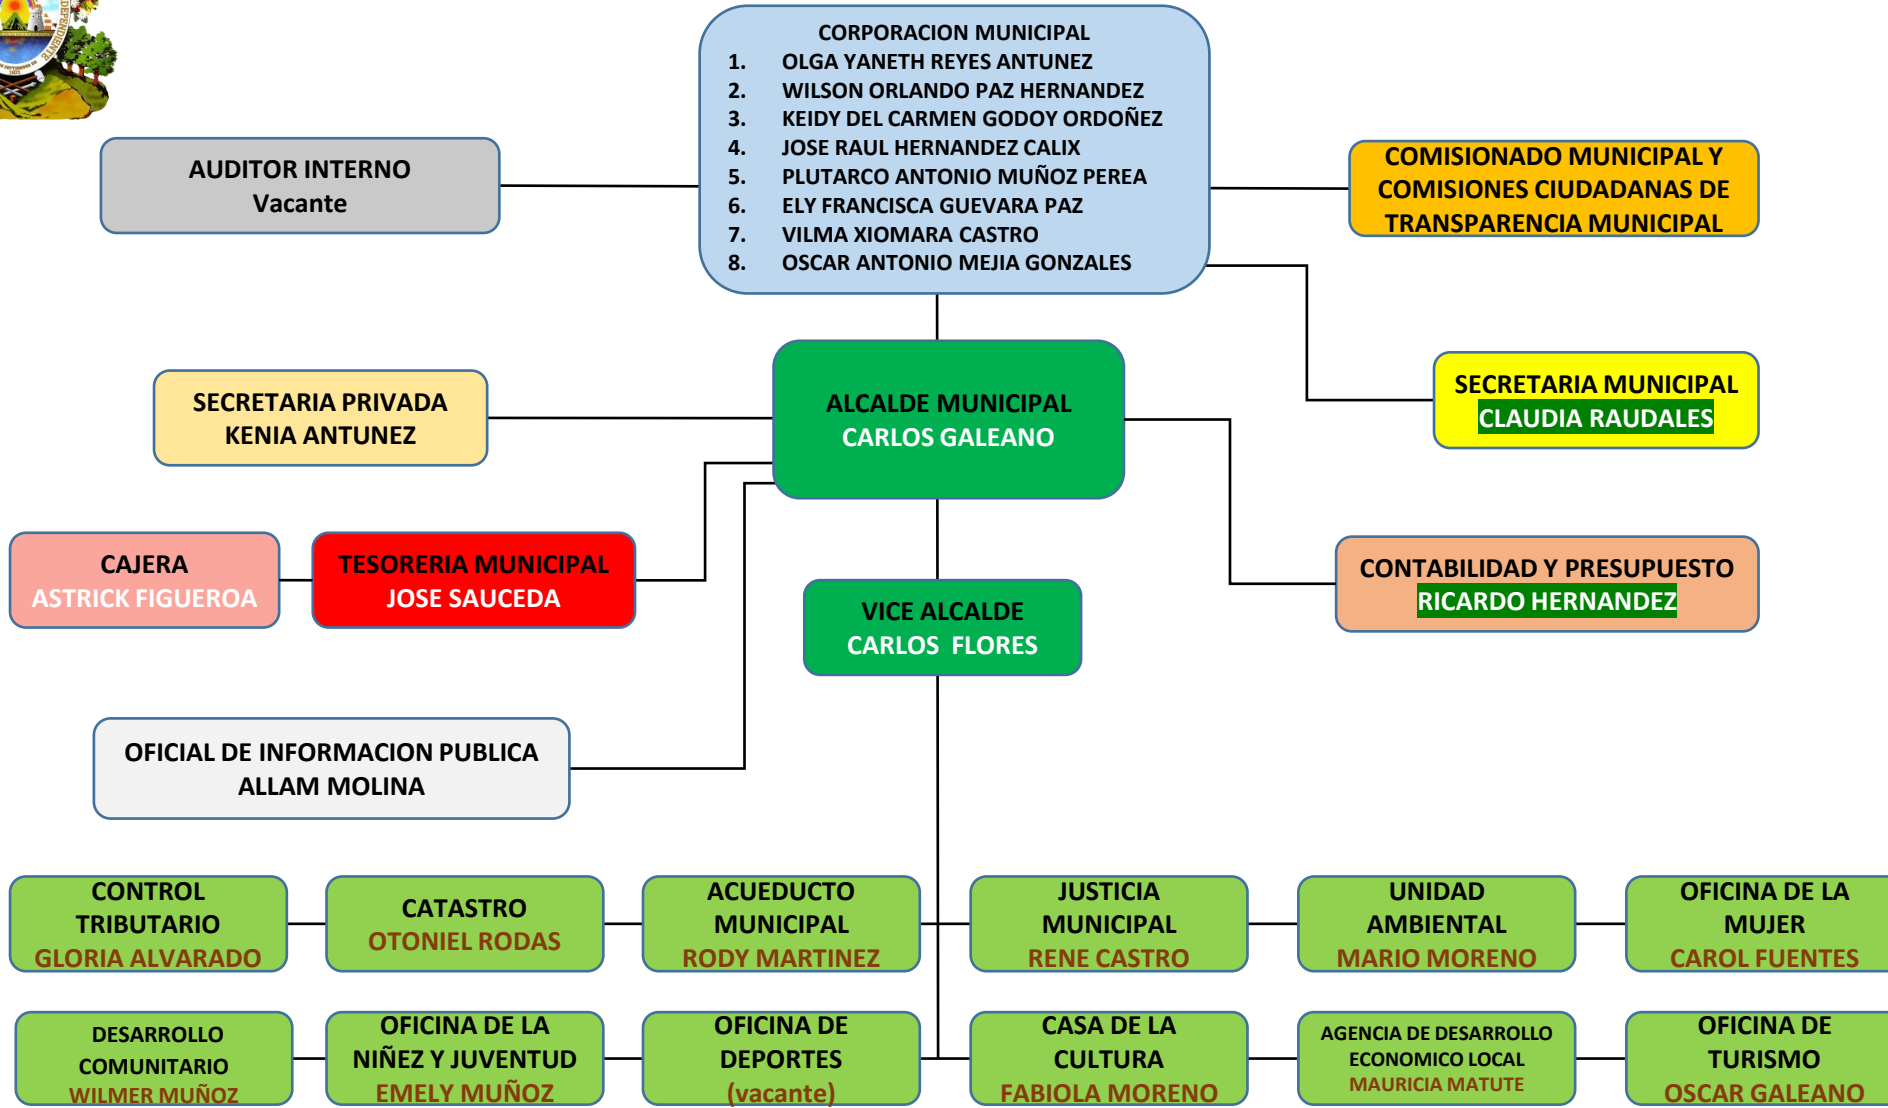 DEPENDIENTE
CORPORACION MUNICIPAL
1. OLGA YANETH REYES ANTUNEZ
2. WILSON ORLANDO PAZ HERNANDEZ
3. KEIDY DEL CARMEN GODOY ORDOÑEZ
4. JOSE RAUL HERNANDEZ CALIX
5. PLUTARCO ANTONIO MUÑOZ PEREA
6. ELY FRANCISCA GUEVARA PAZ
7. VILMA XIOMARA CASTRO
8. OSCAR ANTONIO MEJIA GONZALES
AUDITOR INTERNO
Vacante
COMISIONADO MUNICIPAL Y
COMISIONES CIUDADANAS DE
TRANSPARENCIA MUNICIPAL
SECRETARIA PRIVADA
KENIA ANTUNEZ
ALCALDE MUNICIPAL
CARLOS GALEANO
SECRETARIA MUNICIPAL
CLAUDIA RAUDALES
CAJERA
ASTRICK FIGUEROA
TESORERIA MUNICIPAL
JOSE SAUCEDA
VICE ALCALDE
CARLOS FLORES
CONTABILIDAD Y PRESUPUESTO
RICARDO HERNANDEZ
OFICIAL DE INFORMACION PUBLICA
ALLAM MOLINA
CONTROL
TRIBUTARIO
GLORIA ALVARADO
CATASTRO
OTONIEL RODAS
ACUEDUCTO
MUNICIPAL
RODY MARTINEZ
JUSTICIA
MUNICIPAL
RENE CASTRO
UNIDAD
AMBIENTAL
MARIO MORENO
OFICINA DE LA
MUJER
CAROL FUENTES
DESARROLLO
COMUNITARIO
WILMER MUÑOZ
OFICINA DE LA
NIÑEZ Y JUVENTUD
EMELY MUÑOZ
OFICINA DE
DEPORTES
(vacante)
CASA DE LA
CULTURA
FABIOLA MORENO
AGENCIA DE DESARROLLO
ECONOMICO LOCAL
MAURICIA MATUTE
OFICINA DE
TURISMO
OSCAR GALEANO